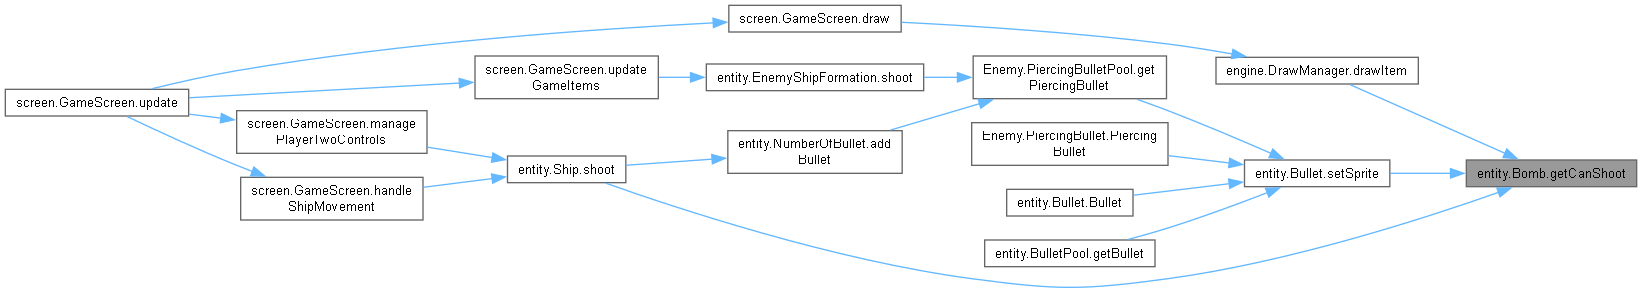 screen.GameScreen.draw
engine.DrawManager.drawItem
screen.GameScreen.update
GameItems
entity.EnemyShipFormation.shoot
Enemy.PiercingBulletPool.get
PiercingBullet
screen.GameScreen.update
screen.GameScreen.manage
PlayerTwoControls
entity.NumberOfBullet.add
Bullet
Enemy.PiercingBullet.Piercing
Bullet
entity.Ship.shoot
screen.GameScreen.handle
ShipMovement
entity.Bullet.setSprite
entity.Bomb.getCanShoot
entity.Bullet.Bullet
entity.BulletPool.getBullet